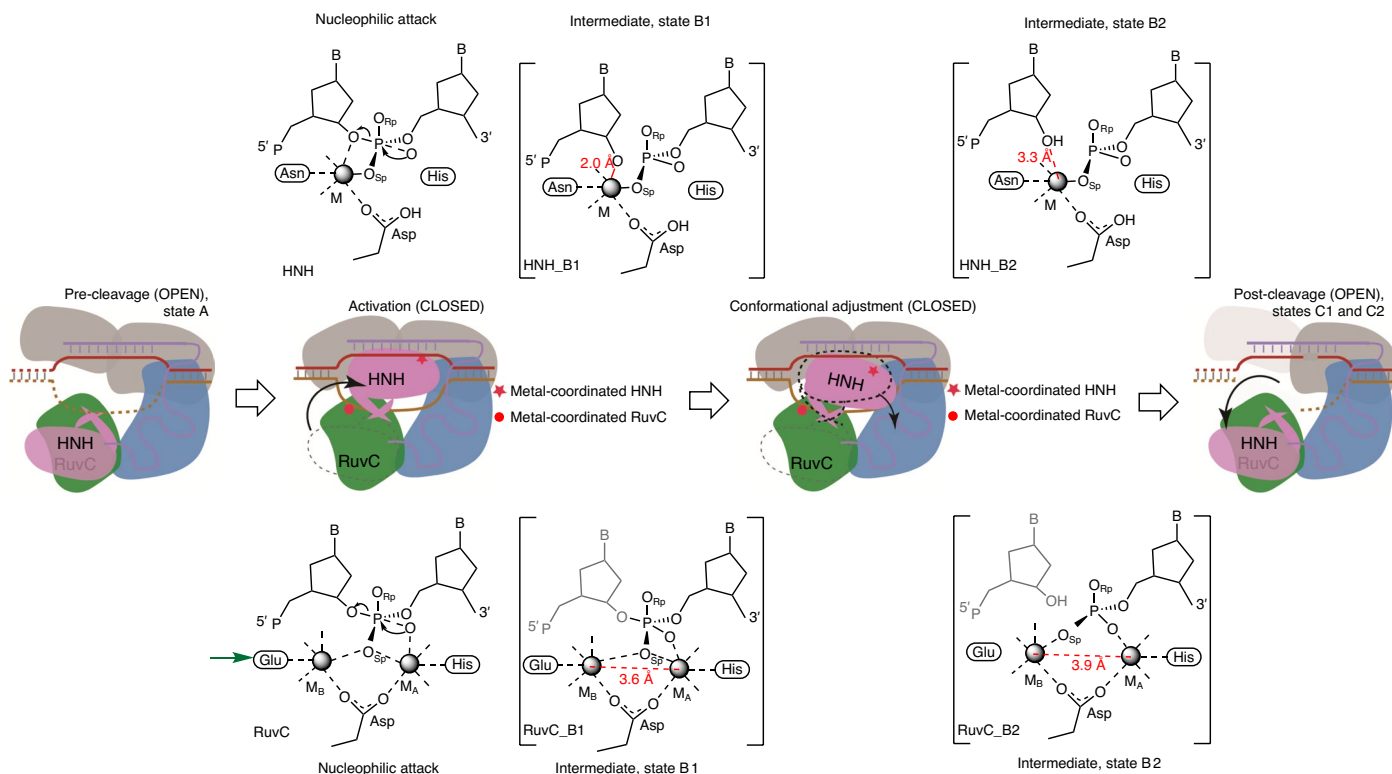 Nucleophilic attack
Intermediate, state B1
Intermediate, state B2
B
B
5′
P
O
O_Rp
P
O
O
3′
Asn
O_Sp
His
M
O
OH
Asp
HNH
B
B
5′
P
O
2.0 Å
O_Rp
P
O
O
3′
Asn
O_Sp
His
M
O
OH
Asp
HNH_B1
B
B
5′
P
OH
3.3 Å
O_Rp
P
O
O
3′
Asn
O_Sp
His
M
O
OH
Asp
HNH_B2
Pre-cleavage (OPEN),
state A
HNH
RuvC
Activation (CLOSED)
HNH
RuvC
Metal-coordinated HNH
Metal-coordinated RuvC
Conformational adjustment (CLOSED)
HNH
RuvC
Metal-coordinated HNH
Metal-coordinated RuvC
Post-cleavage (OPEN),
states C1 and C2
HNH
RuvC
B
B
5′
P
O
O_Rp
P
O
O
3′
Glu
O_Sp
His
M_B
M_A
O
O
Asp
RuvC
Nucleophilic attack
B
B
5′
P
O
O_Rp
P
O
O
3′
Glu
O_Sp
His
3.6 Å
M_B
M_A
O
O
Asp
RuvC_B1
Intermediate, state B1
B
B
5′
P
OH
O_Rp
P
O
O
3′
Glu
O_Sp
His
3.9 Å
M_B
M_A
O
O
Asp
RuvC_B2
Intermediate, state B2